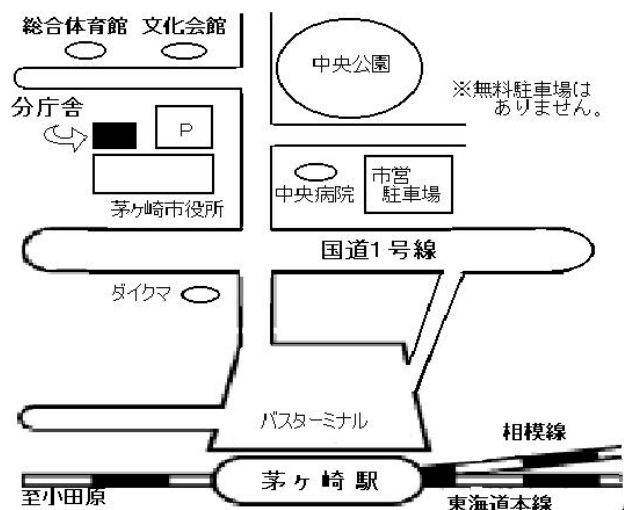 総合体育館 文化会館
中央公園
※無料駐車場は
ありません。
分庁舎
P
中央病院
市営
駐車場
茅ヶ崎市役所
国道1号線
ダイクマ
バスターミナル
相模線
茅ヶ崎駅
至小田原
東海道本線